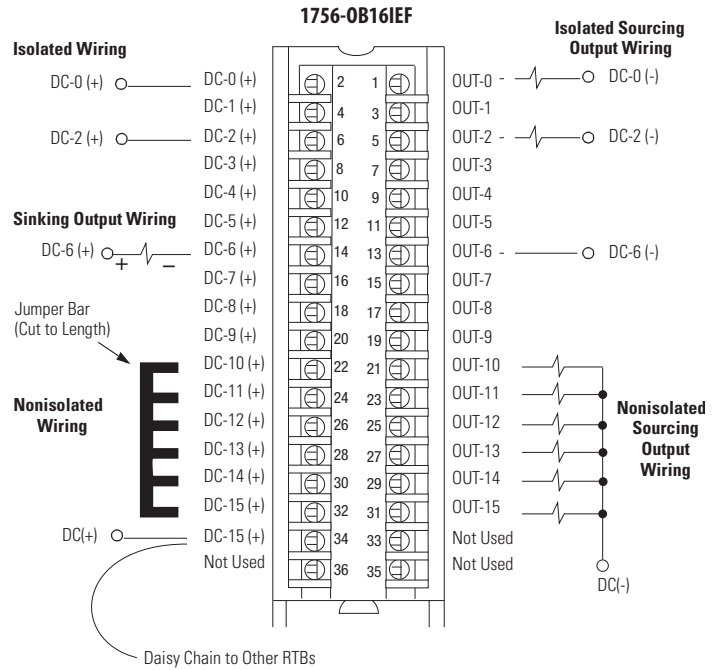 1756-OB16IEF
Isolated Wiring
Isolated Sourcing
Output Wiring
DC-0 (+) DC-0 (+) 2 1 OUT-0 DC-0 (-)
DC-1 (+) 4 3 OUT-1
DC-2 (+) DC-2 (+) 6 5 OUT-2 DC-2 (-)
DC-3 (+) 8 7 OUT-3
DC-4 (+) 10 9 OUT-4
Sinking Output Wiring
DC-5 (+) 12 11 OUT-5
DC-6 (+) + – DC-6 (+) 14 13 OUT-6 DC-6 (-)
DC-7 (+) 16 15 OUT-7
Jumper Bar
(Cut to Length)
DC-8 (+) 18 17 OUT-8
DC-9 (+) 20 19 OUT-9
DC-10 (+) 22 21 OUT-10
DC-11 (+) 24 23 OUT-11
Nonisolated
Wiring
DC-12 (+) 26 25 OUT-12
DC-13 (+) 28 27 OUT-13
Nonisolated
Sourcing
Output
Wiring
DC-14 (+) 30 29 OUT-14
DC-15 (+) 32 31 OUT-15
DC(+) DC-15 (+) 34 33 Not Used
Not Used 36 35 Not Used
DC(-)
Daisy Chain to Other RTBs